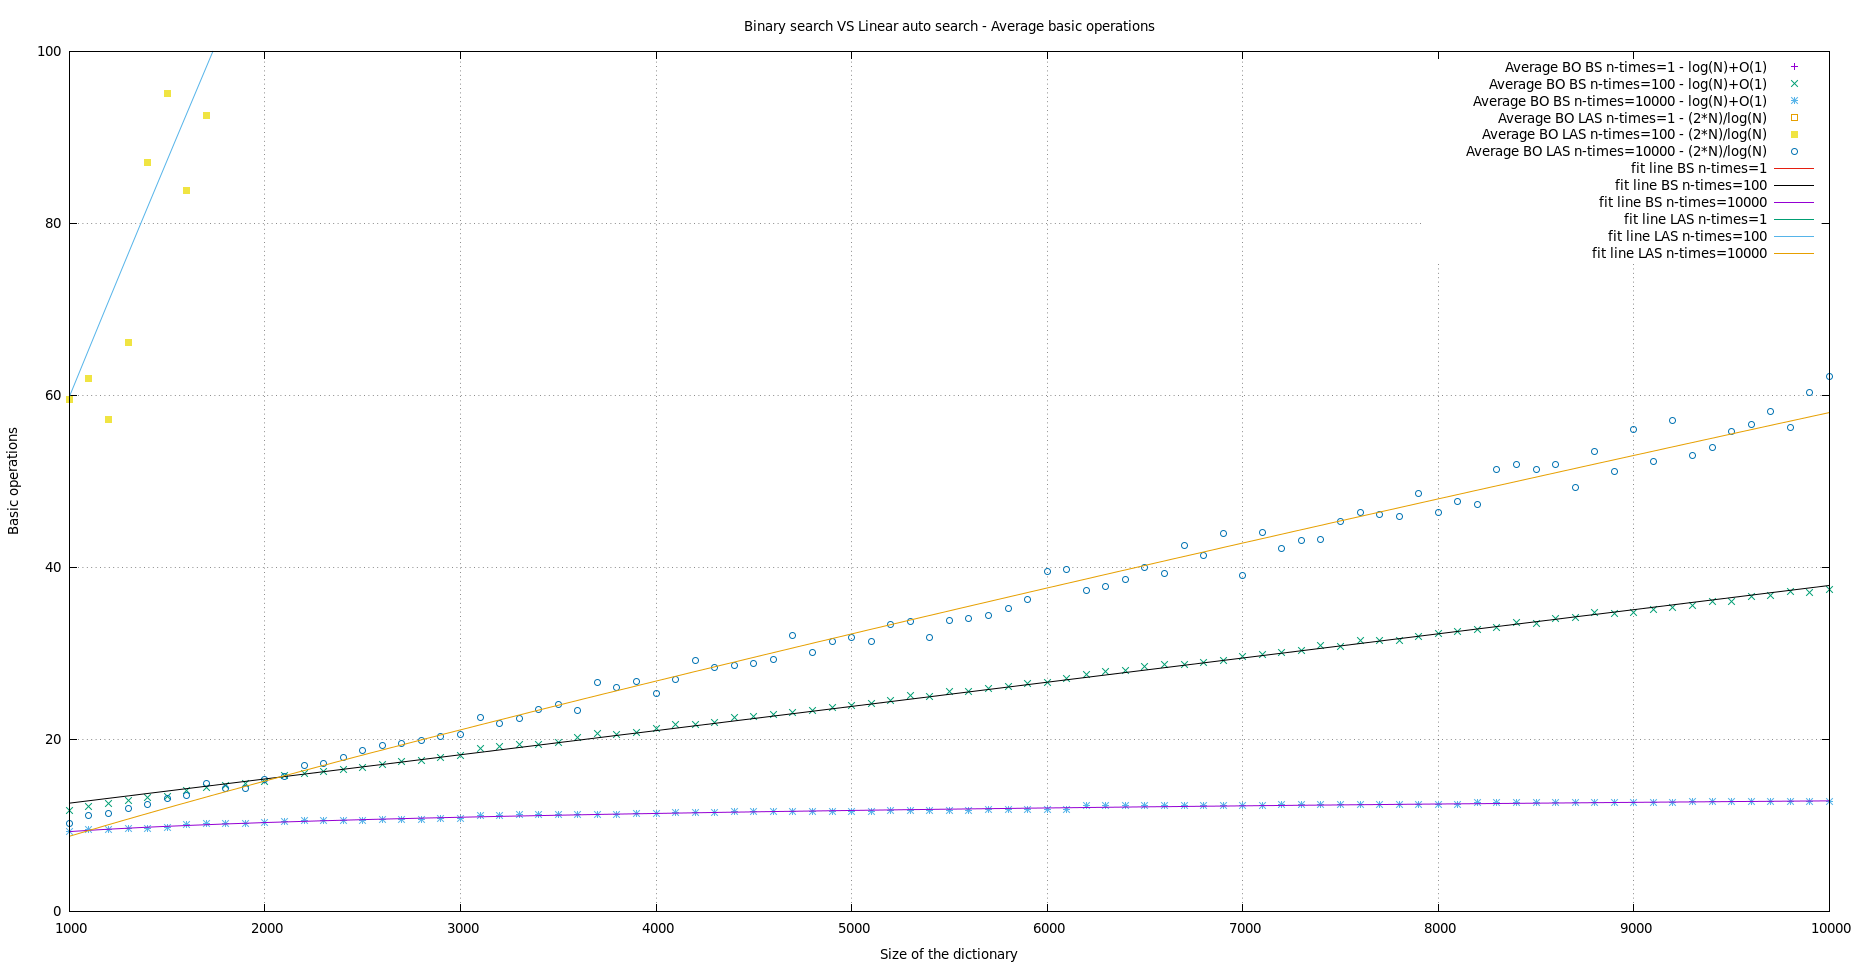 Binary search VS Linear auto search - Average basic operations
100
80
60
40
20
0
Basic operations
Average BO BS n-times=1 - log(N)+O(1)
Average BO BS n-times=100 - log(N)+O(1)
Average BO BS n-times=10000 - log(N)+O(1)
Average BO LAS n-times=1 - (2*N)/log(N)
Average BO LAS n-times=100 - (2*N)/log(N)
Average BO LAS n-times=10000 - (2*N)/log(N)
fit line BS n-times=1
fit line BS n-times=100
fit line BS n-times=10000
fit line LAS n-times=1
fit line LAS n-times=100
fit line LAS n-times=10000
1000 2000 3000 4000 5000 6000 7000 8000 9000 10000
Size of the dictionary